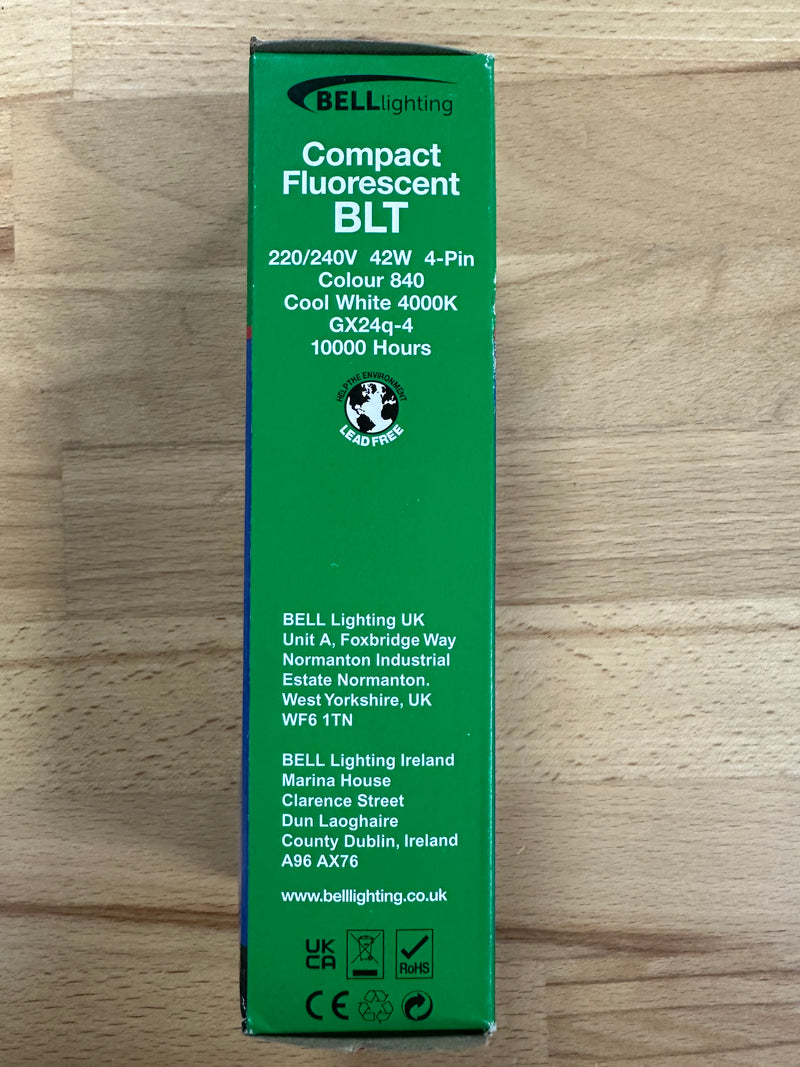 BELLlighting
Compact
Fluorescent
BLT
220/240V 42W 4-Pin
Colour 840
Cool White 4000K
GX24q-4
10000 Hours
HELP THE ENVIRONMENT
LEAD FREE
BELL Lighting UK
Unit A, Foxbridge Way
Normanton Industrial
Estate Normanton.
West Yorkshire, UK
WF6 1TN
BELL Lighting Ireland
Marina House
Clarence Street
Dun Laoghaire
County Dublin, Ireland
A96 AX76
www.belllighting.co.uk
UK
CA
RoHS
CE